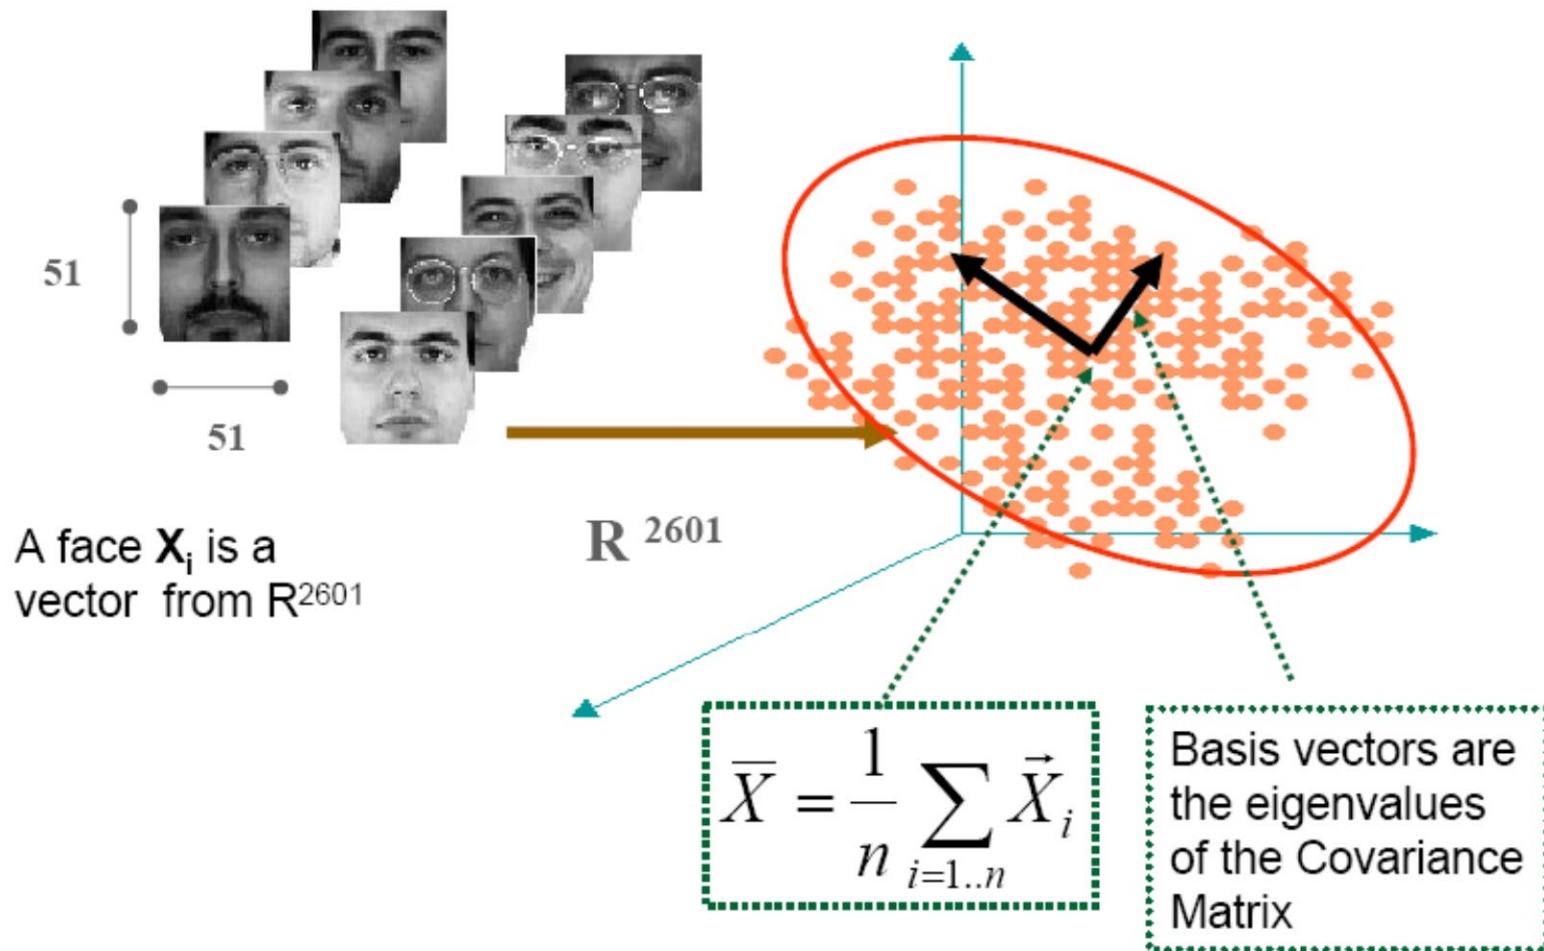 51
51
A face Xᵢ is a
vector from R²⁶⁰¹
R ²⁶⁰¹
X̅ = 1/n ∑ i=1..n X⃗ᵢ
Basis vectors are
the eigenvalues
of the Covariance
Matrix